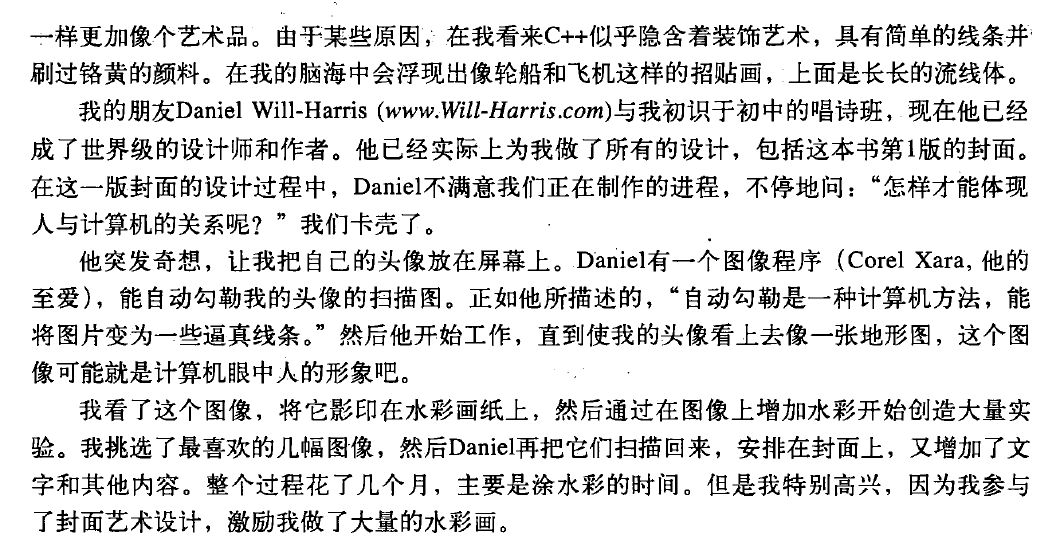 一样更加像个艺术品。由于某些原因，在我看来C++似乎隐含着装饰艺术，具有简单的线条并
刷过铬黄的颜料。在我的脑海中会浮现出像轮船和飞机这样的招贴画，上面是长长的流线体。
我的朋友Daniel Will-Harris (www.Will-Harris.com)与我初识于初中的唱诗班，现在他已经
成了世界级的设计师和作者。他已经实际上为我做了所有的设计，包括这本书第1版的封面。
在这一版封面的设计过程中，Daniel不满意我们正在制作的进程，不停地问：“怎样才能体现
人与计算机的关系呢？”我们卡壳了。
他突发奇想，让我把自己的头像放在屏幕上。Daniel有一个图像程序（Corel Xara, 他的
至爱），能自动勾勒我的头像的扫描图。正如他所描述的，“自动勾勒是一种计算机方法，能
将图片变为一些逼真线条。”然后他开始工作，直到使我的头像看上去像一张地形图，这个图
像可能就是计算机眼中人的形象吧。
我看了这个图像，将它影印在水彩画纸上，然后通过在图像上增加水彩开始创造大量实
验。我挑选了最喜欢的几幅图像，然后Daniel再把它们扫描回来，安排在封面上，又增加了文
字和其他内容。整个过程花了几个月，主要是涂水彩的时间。但是我特别高兴，因为我参与
了封面艺术设计，激励我做了大量的水彩画。